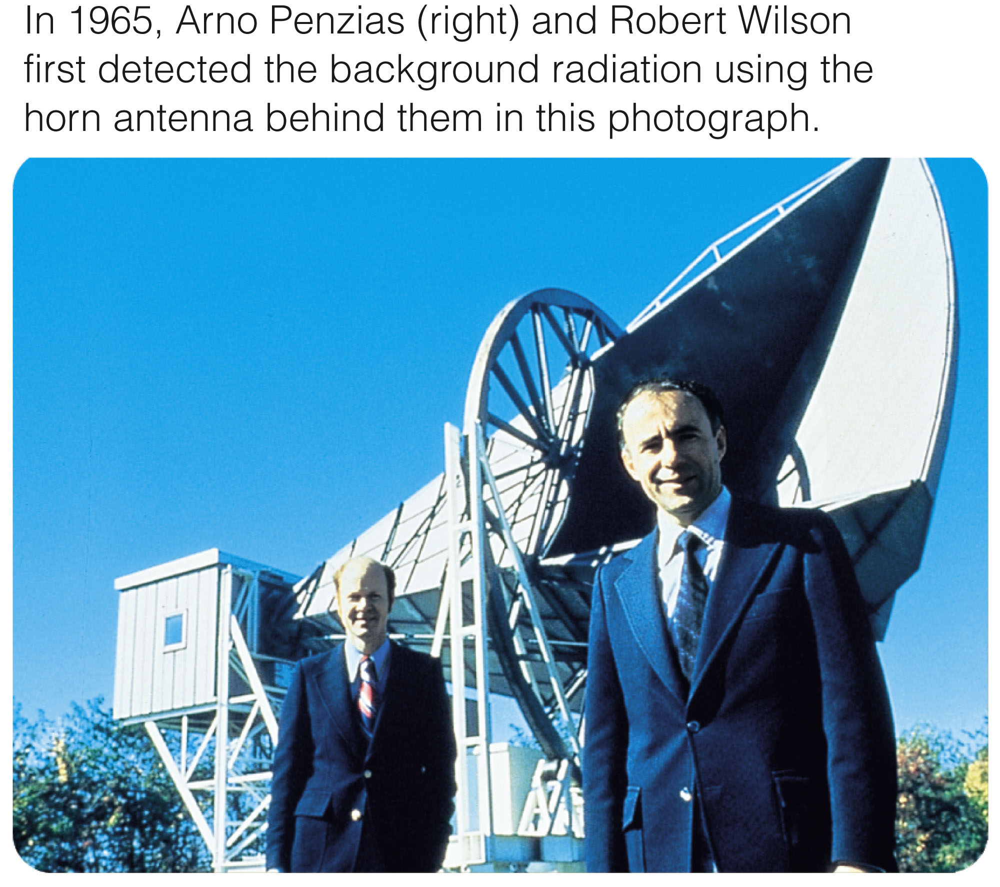 In 1965, Arno Penzias (right) and Robert Wilson
first detected the background radiation using the
horn antenna behind them in this photograph.